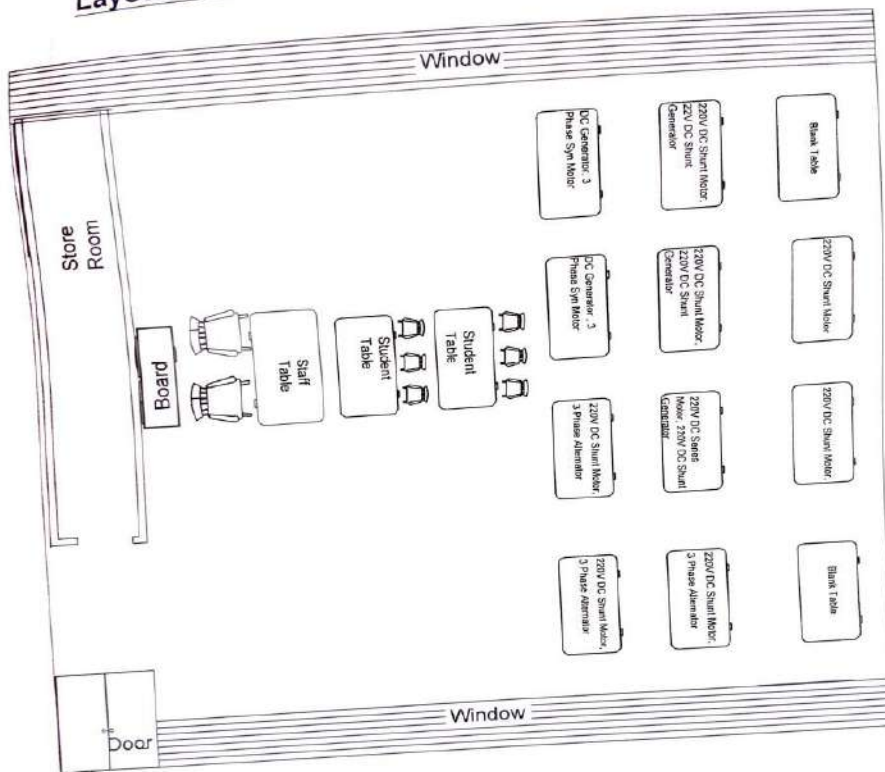 Window
DC Generator, 3
Phase Syn Motor
220V DC Shunt Motor,
22V DC Shunt
Generator
Blank Table
Store
Room
DC Generator, 3
Phase Syn Motor
220V DC Shunt Motor,
220V DC Shunt
Generator
220V DC Shunt Motor
Board
Staff
Table
Student
Table
Student
Table
220V DC Shunt Motor,
3 Phase Alternator
220V DC Series
Motor, 220V DC Shunt
Generator
220V DC Shunt Motor,
220V DC Shunt Motor,
3 Phase Alternator
220V DC Shunt Motor,
3 Phase Alternator
Blank Table
Window
Door